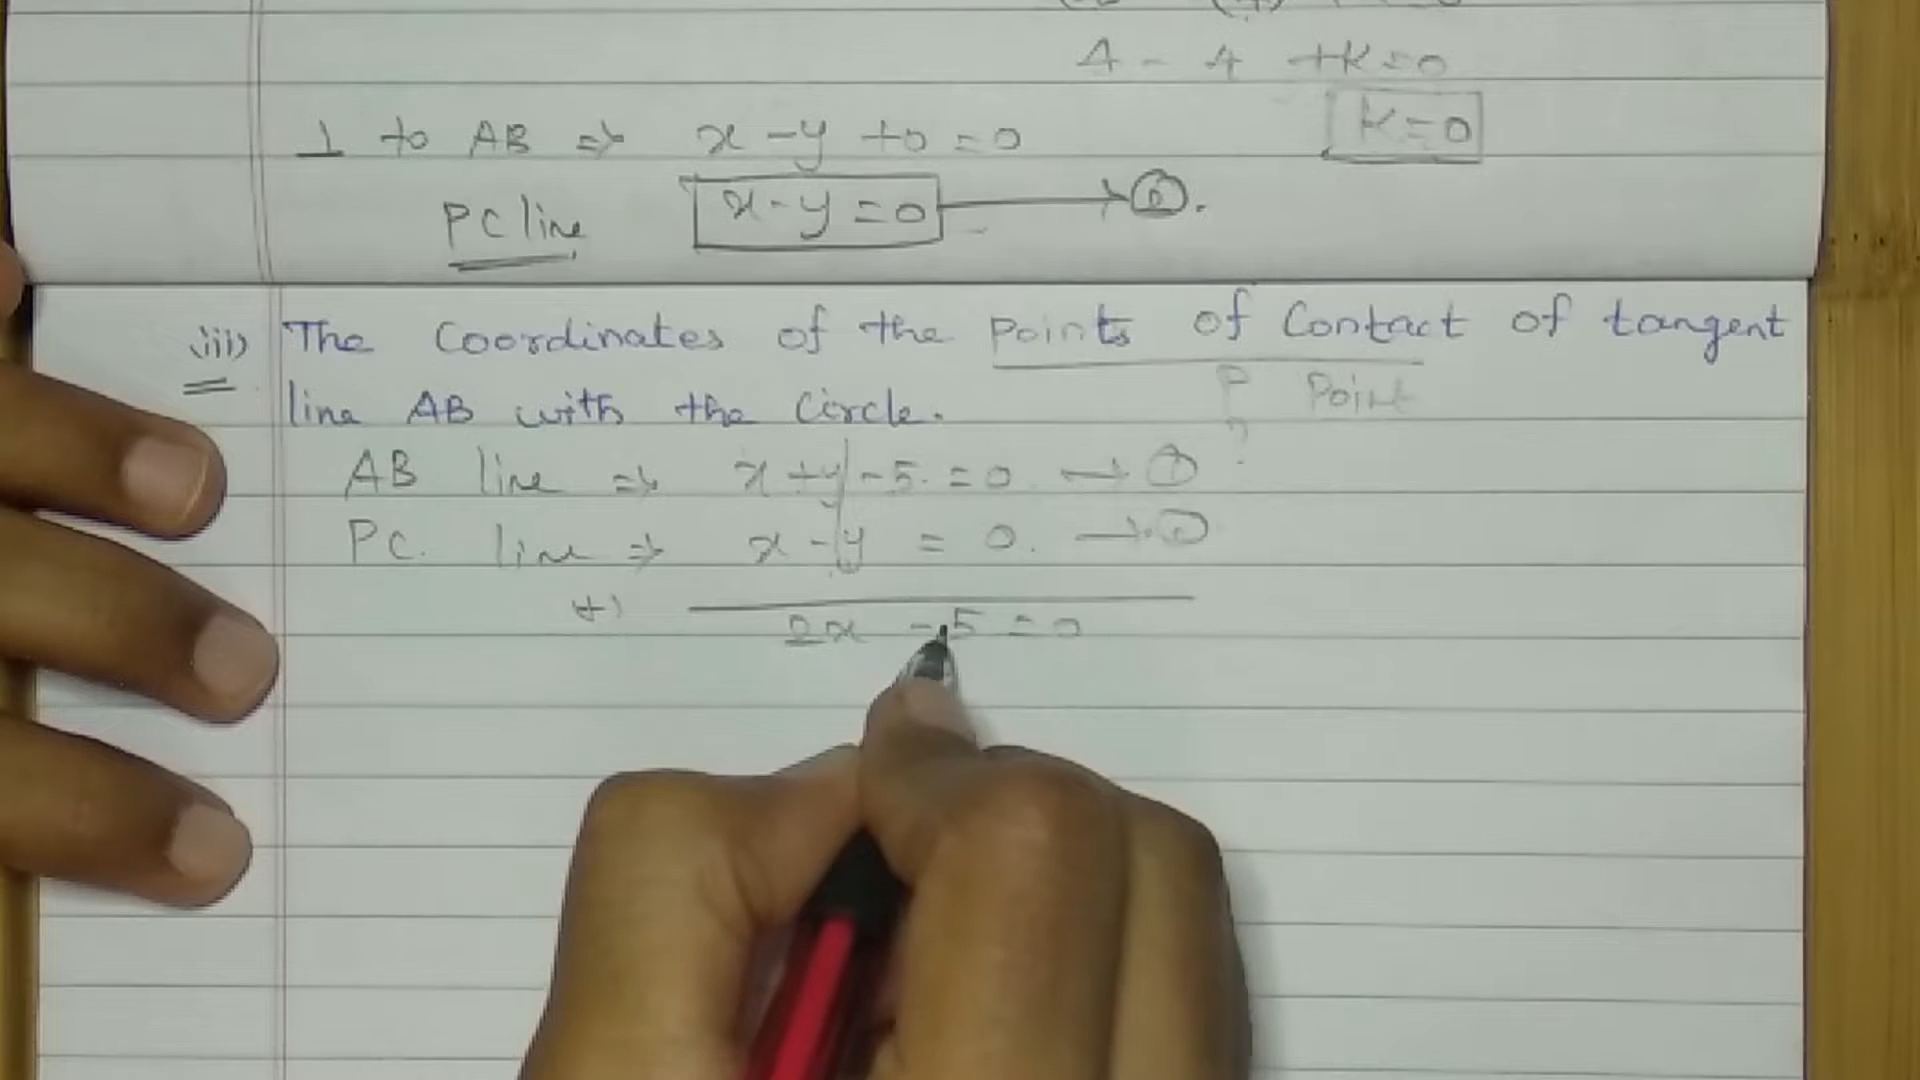 4 - 4 +k=0
k=0
⊥ to AB => x -y +0 =0
PC line x-y=0 → ②.
iii) The Coordinates of the Points of Contact of tangent
line AB with the Circle. P Point
?
AB line => x +y -5 =0 → ①
PC. line => x -y = 0. → ②
(+)
2x -5 =0